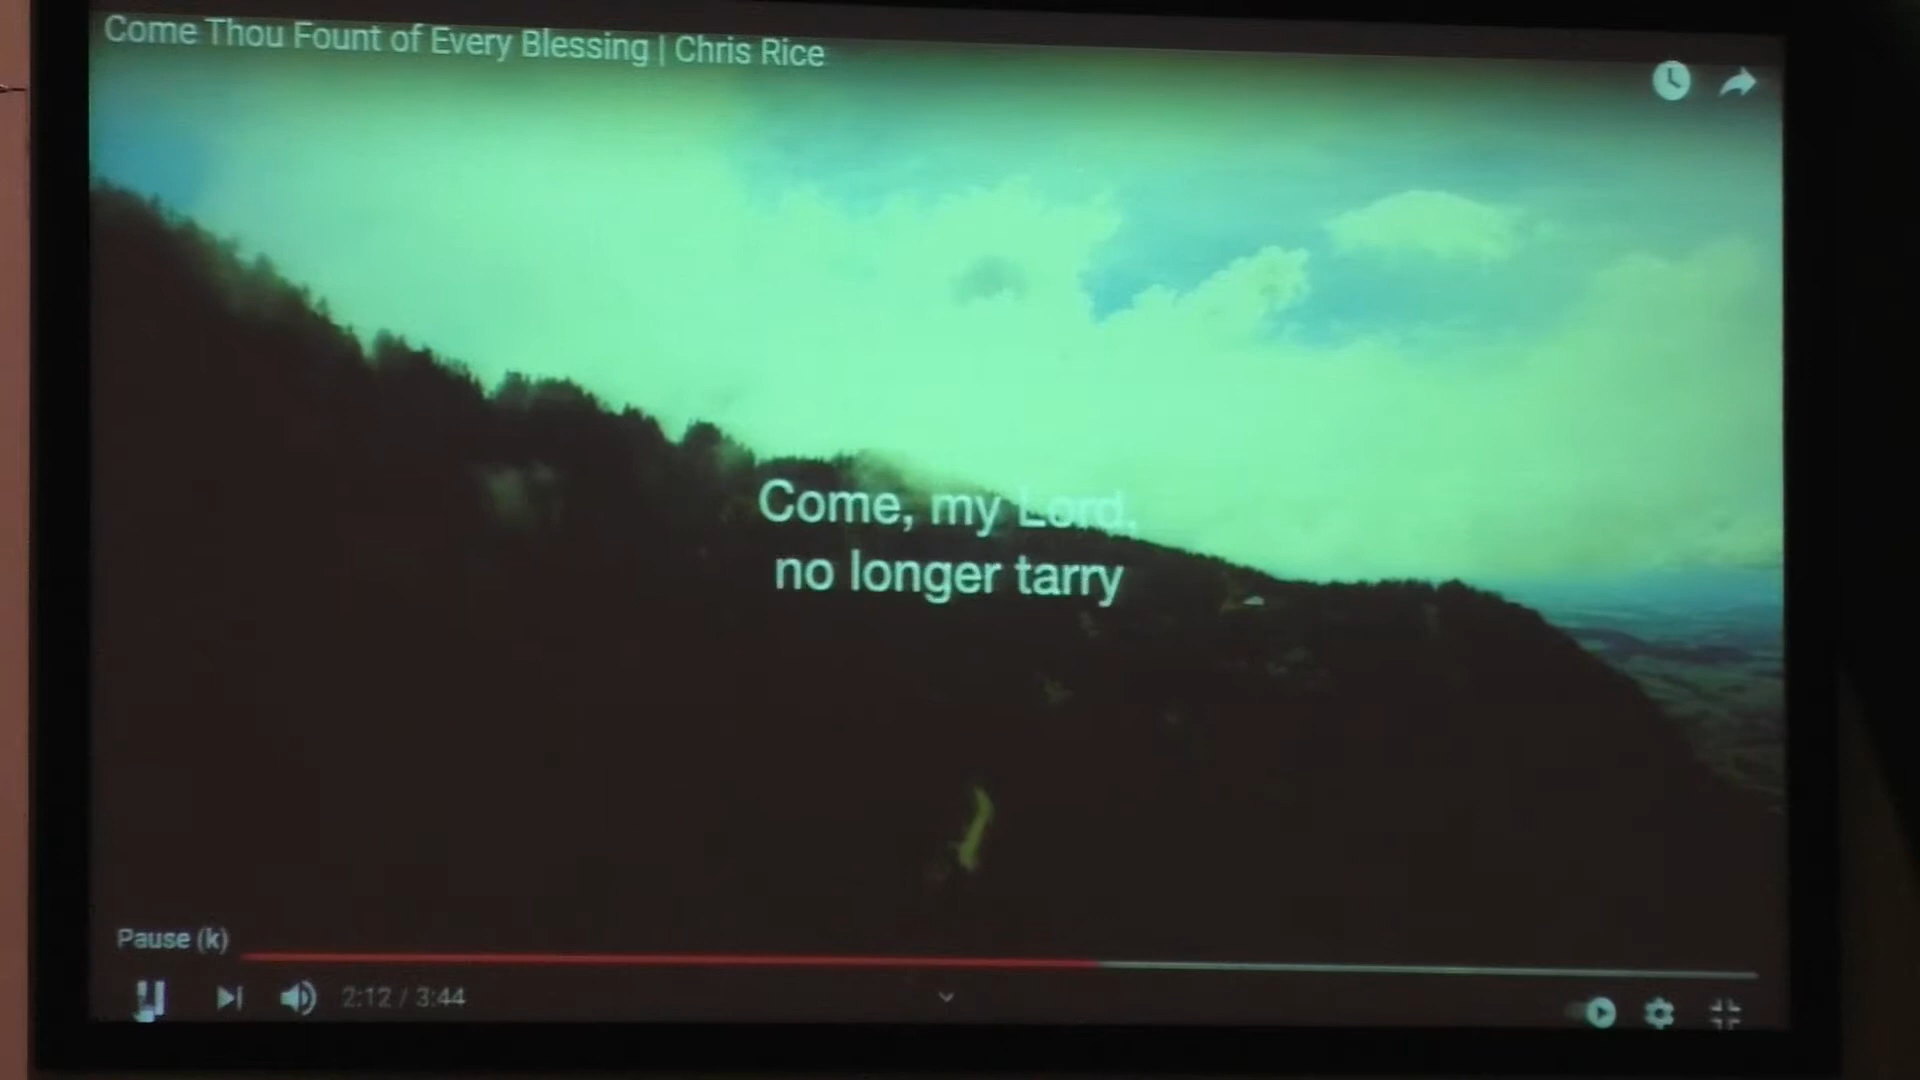 Come Thou Fount of Every Blessing | Chris Rice
Come, my Lord,
no longer tarry
Pause (k)
2:12 / 3:44